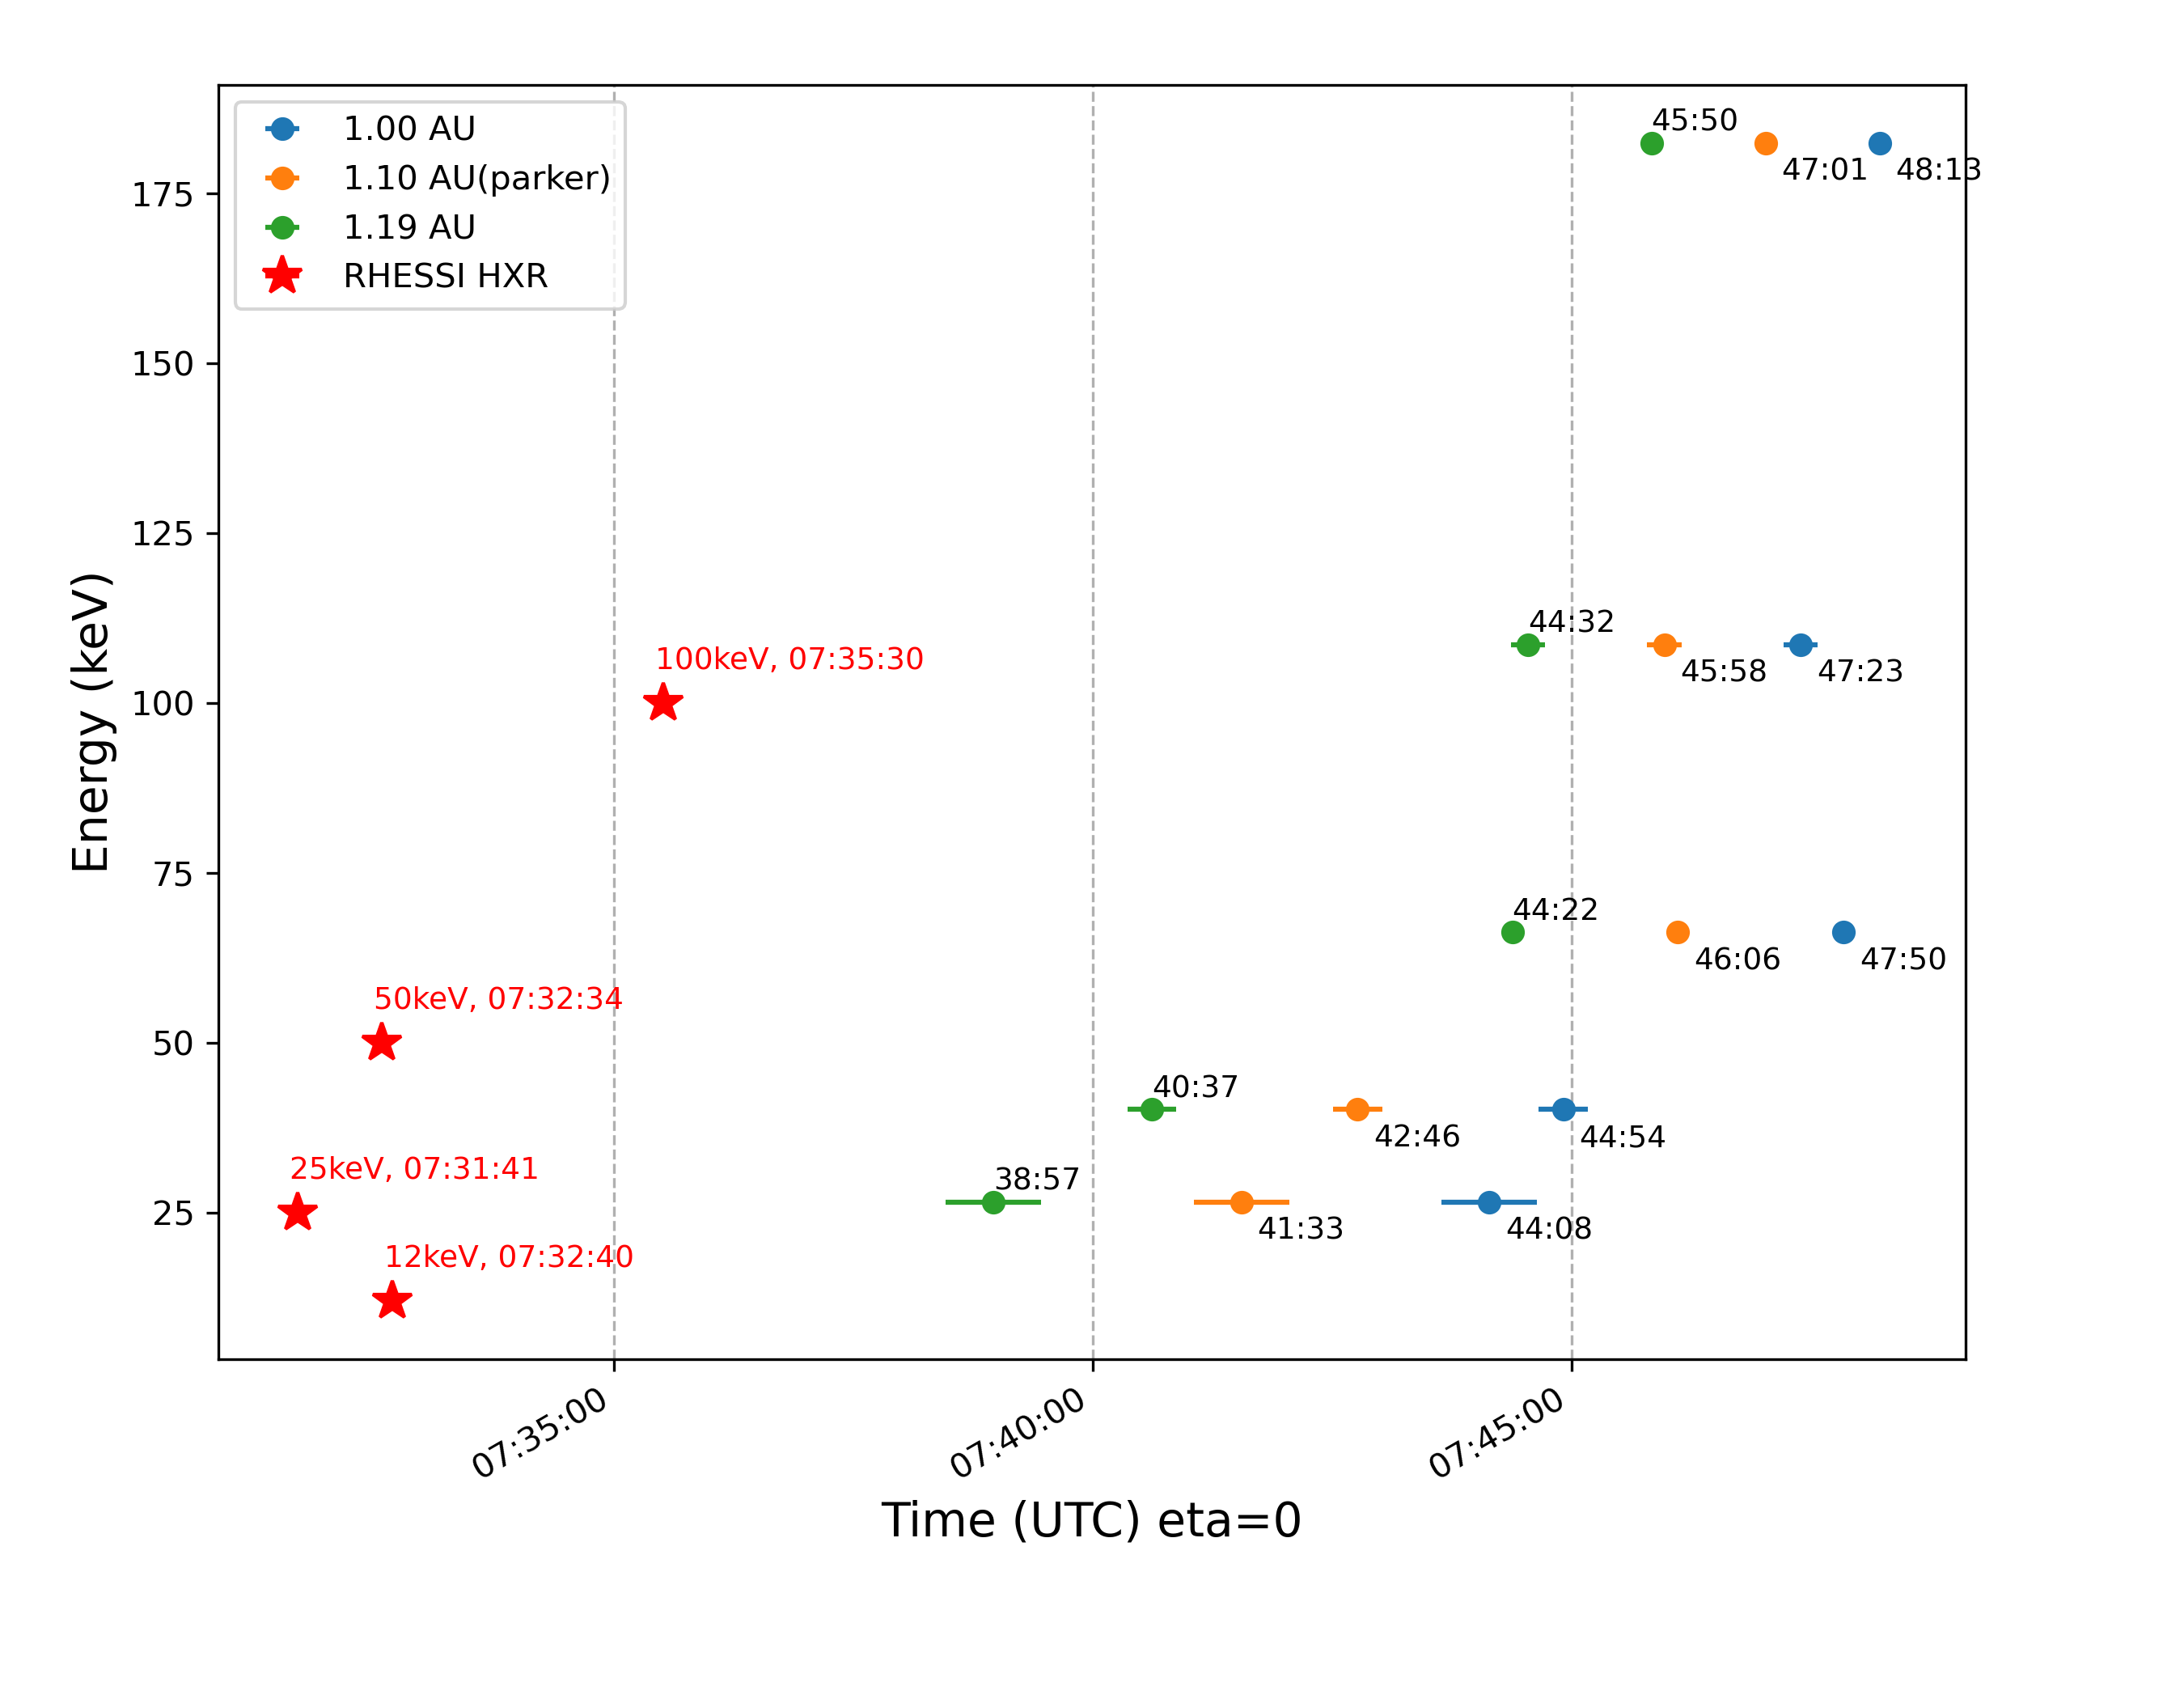 1.00 AU
1.10 AU(parker)
1.19 AU
RHESSI HXR
45:50
47:01
48:13
44:32
45:58
47:23
100keV, 07:35:30
44:22
46:06
47:50
50keV, 07:32:34
40:37
42:46
44:54
25keV, 07:31:41
38:57
41:33
44:08
12keV, 07:32:40
175
150
125
100
75
50
25
Energy (keV)
07:35:00
07:40:00
07:45:00
Time (UTC) eta=0